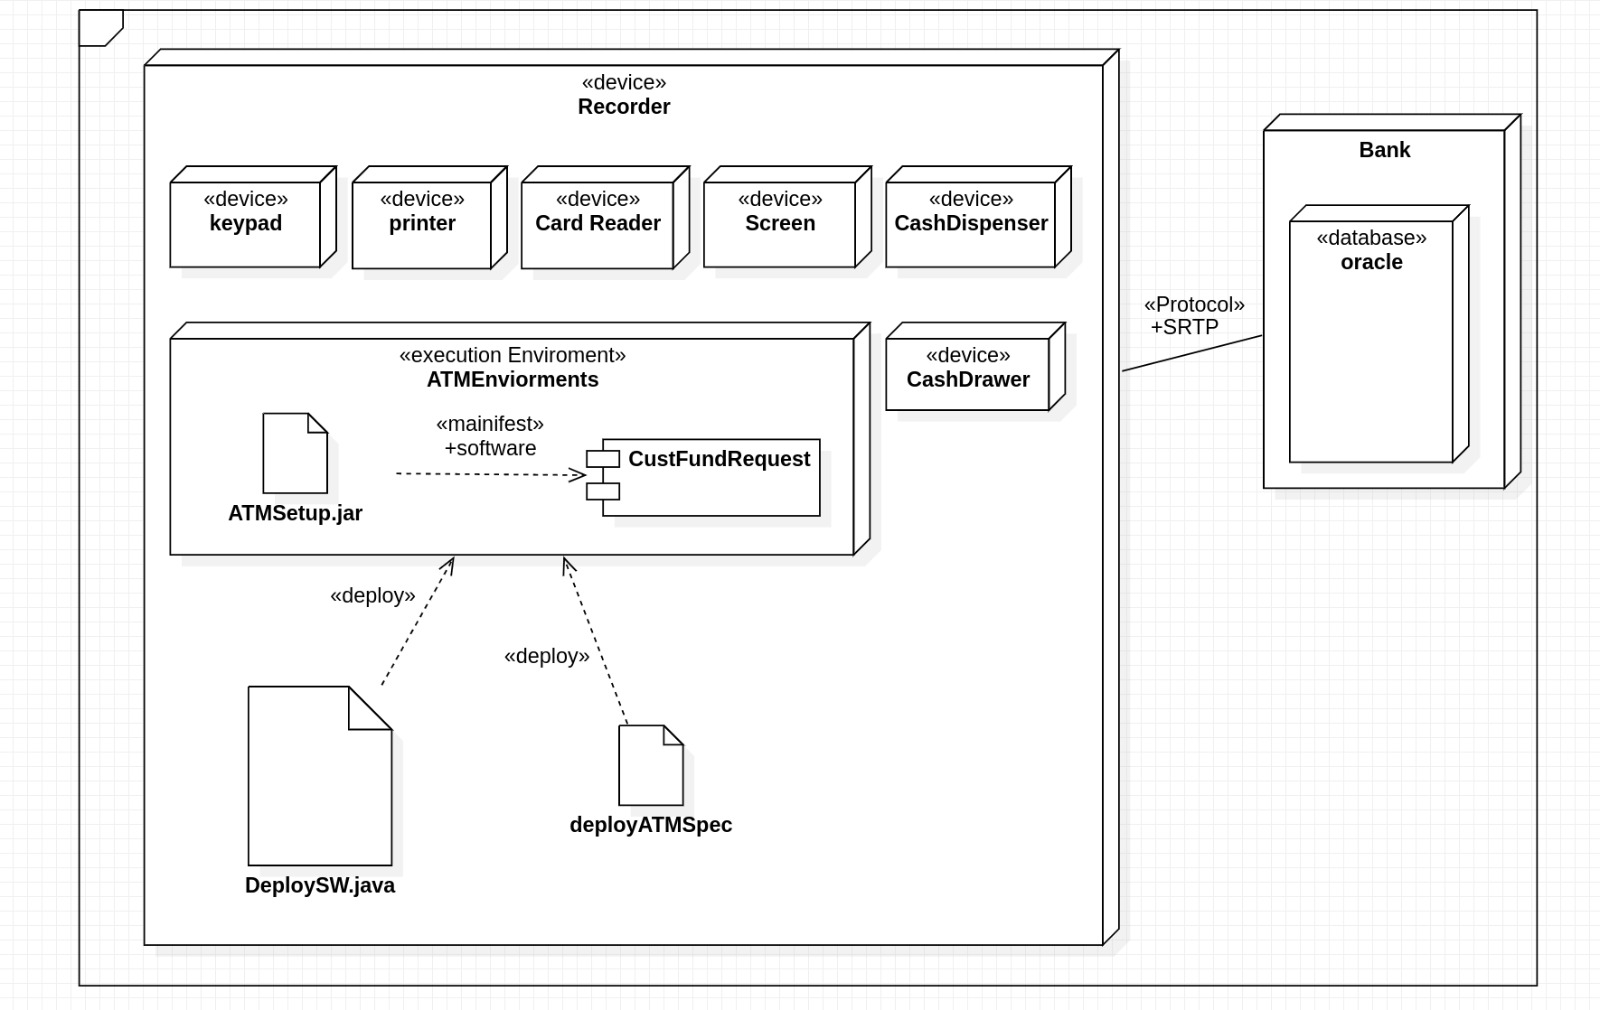 «device»
Recorder
«device»
keypad
«device»
printer
«device»
Card Reader
«device»
Screen
«device»
CashDispenser
«execution Enviroment»
ATMEnviorments
«mainifest»
+software
CustFundRequest
ATMSetup.jar
«device»
CashDrawer
«deploy»
«deploy»
DeploySW.java
deployATMSpec
«Protocol»
+SRTP
Bank
«database»
oracle